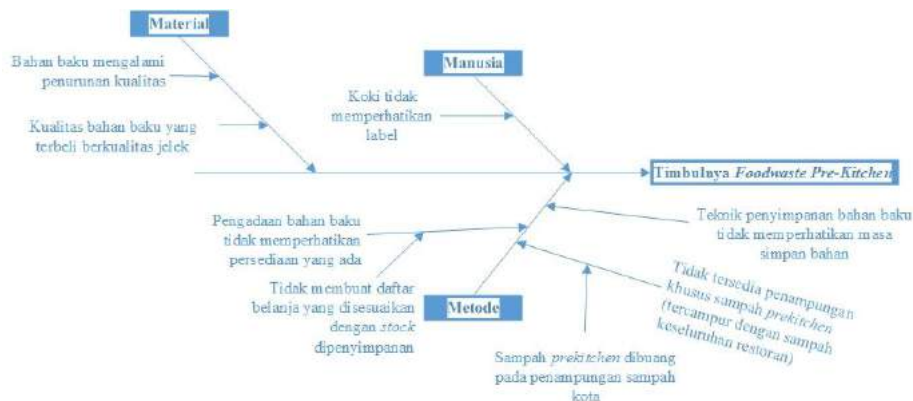 Material
Bahan baku mengalami
penurunan kualitas
Kualitas bahan baku yang
terbeli berkualitas jelek
Manusia
Koki tidak
memperhatikan
label
Timbulnya Foodwaste Pre-Kitchen
Pengadaan bahan baku
tidak memperhatikan
persediaan yang ada
Tidak membuat daftar
belanja yang disesuaikan
dengan stock
dipenyimpanan
Metode
Teknik penyimpanan bahan baku
tidak memperhatikan masa
simpan bahan
Tidak tersedia penampungan
khusus sampah prekitchen
(tercampur dengan sampah
keseluruhan restoran)
Sampah prekitchen dibuang
pada penampungan sampah
kota